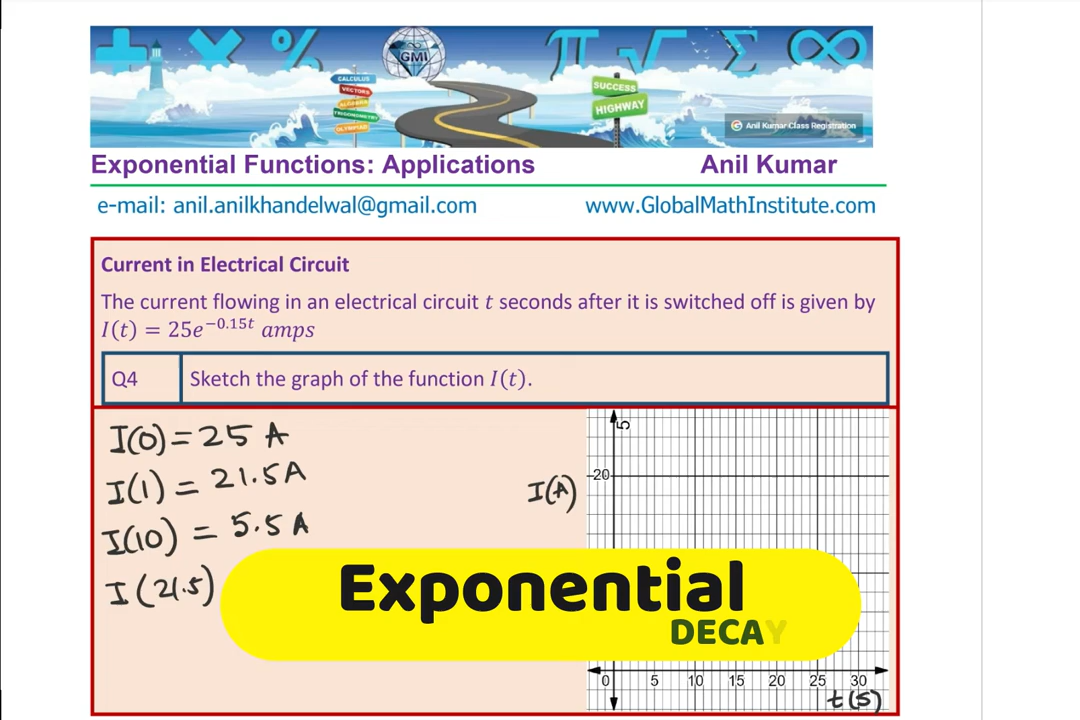 GMI
CALCULUS
VECTORS
ALGEBRA
TRIGONOMETRY
OLYMPIAD
SUCCESS
HIGHWAY
Anil Kumar Class Registration
Exponential Functions: Applications Anil Kumar
e-mail: anil.anilkhandelwal@gmail.com www.GlobalMathInstitute.com
Current in Electrical Circuit
The current flowing in an electrical circuit t seconds after it is switched off is given by
I(t) = 25e^{-0.15t} amps
Q4 Sketch the graph of the function I(t).
I(0) = 25 A
I(1) = 21.5 A
I(10) = 5.5 A
I(21.5)
I(A)
5
20
Exponential
DECAY
0 5 10 15 20 25 30
t(s)